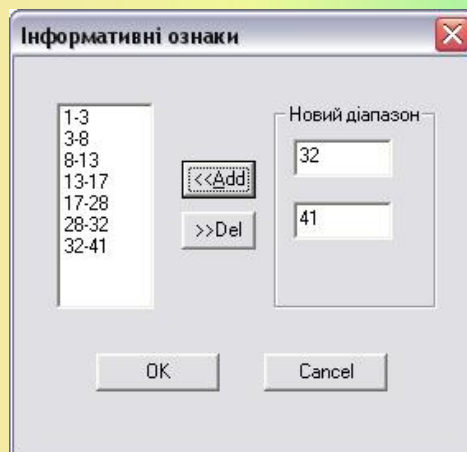 Інформативні ознаки
1-3
3-8
8-13
13-17
17-28
28-32
32-41
<<Add
>>Del
Новий діапазон
32
41
OK
Cancel